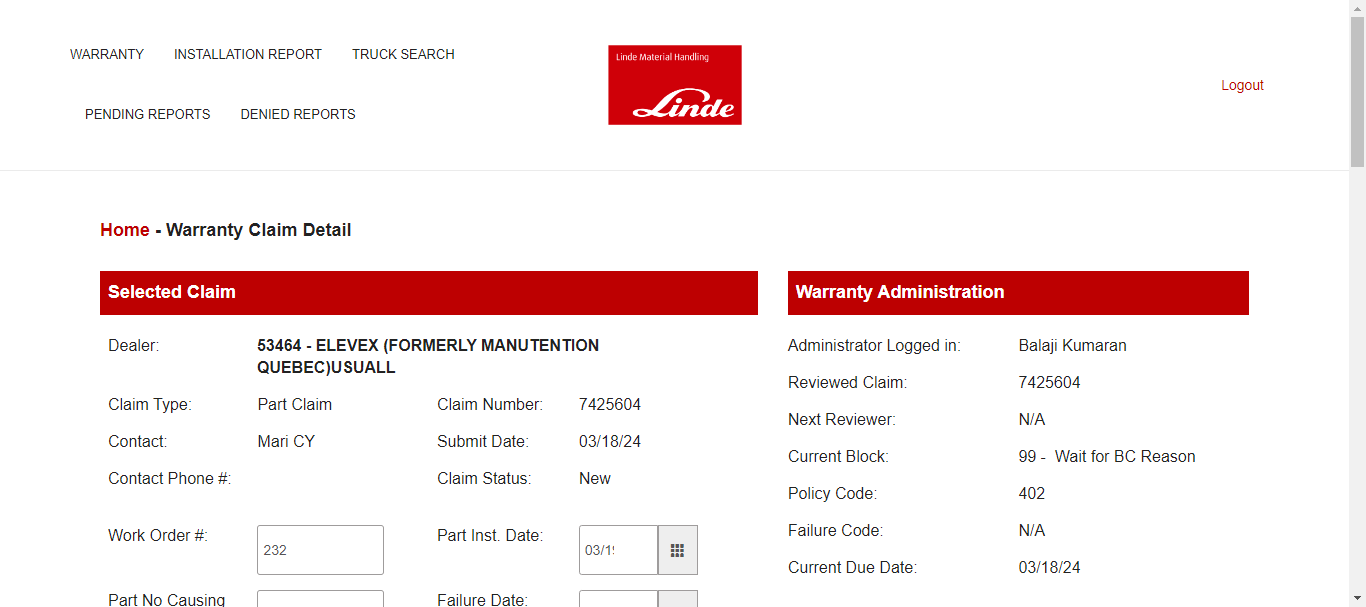 WARRANTY INSTALLATION REPORT TRUCK SEARCH
PENDING REPORTS DENIED REPORTS
Linde Material Handling
Linde
Logout
Home - Warranty Claim Detail
Selected Claim
Dealer: 53464 - ELEVEX (FORMERLY MANUTENTION
QUEBEC)USUALL
Claim Type: Part Claim Claim Number: 7425604
Contact: Mari CY Submit Date: 03/18/24
Contact Phone #: Claim Status: New
Work Order #: 232 Part Inst. Date: 03/1
Part No Causing Failure Date:
Warranty Administration
Administrator Logged in: Balaji Kumaran
Reviewed Claim: 7425604
Next Reviewer: N/A
Current Block: 99 - Wait for BC Reason
Policy Code: 402
Failure Code: N/A
Current Due Date: 03/18/24